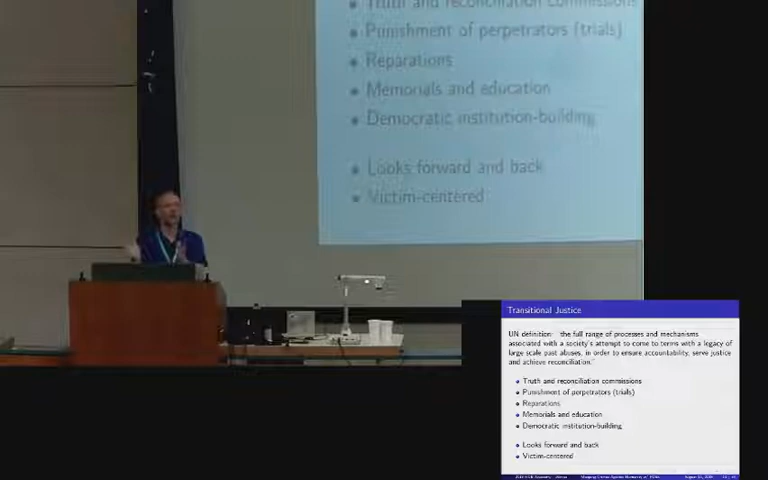 Truth and reconciliation commissions
Punishment of perpetrators (trials)
Reparations
Memorials and education
Democratic institution-building
Looks forward and back
Victim-centered
Transitional Justice
UN definition: "the full range of processes and mechanisms
associated with a society's attempt to come to terms with a legacy of
large scale past abuses, in order to ensure accountability, serve justice
and achieve reconciliation."
Truth and reconciliation commissions
Punishment of perpetrators (trials)
Reparations
Memorials and education
Democratic institution-building
Looks forward and back
Victim-centered